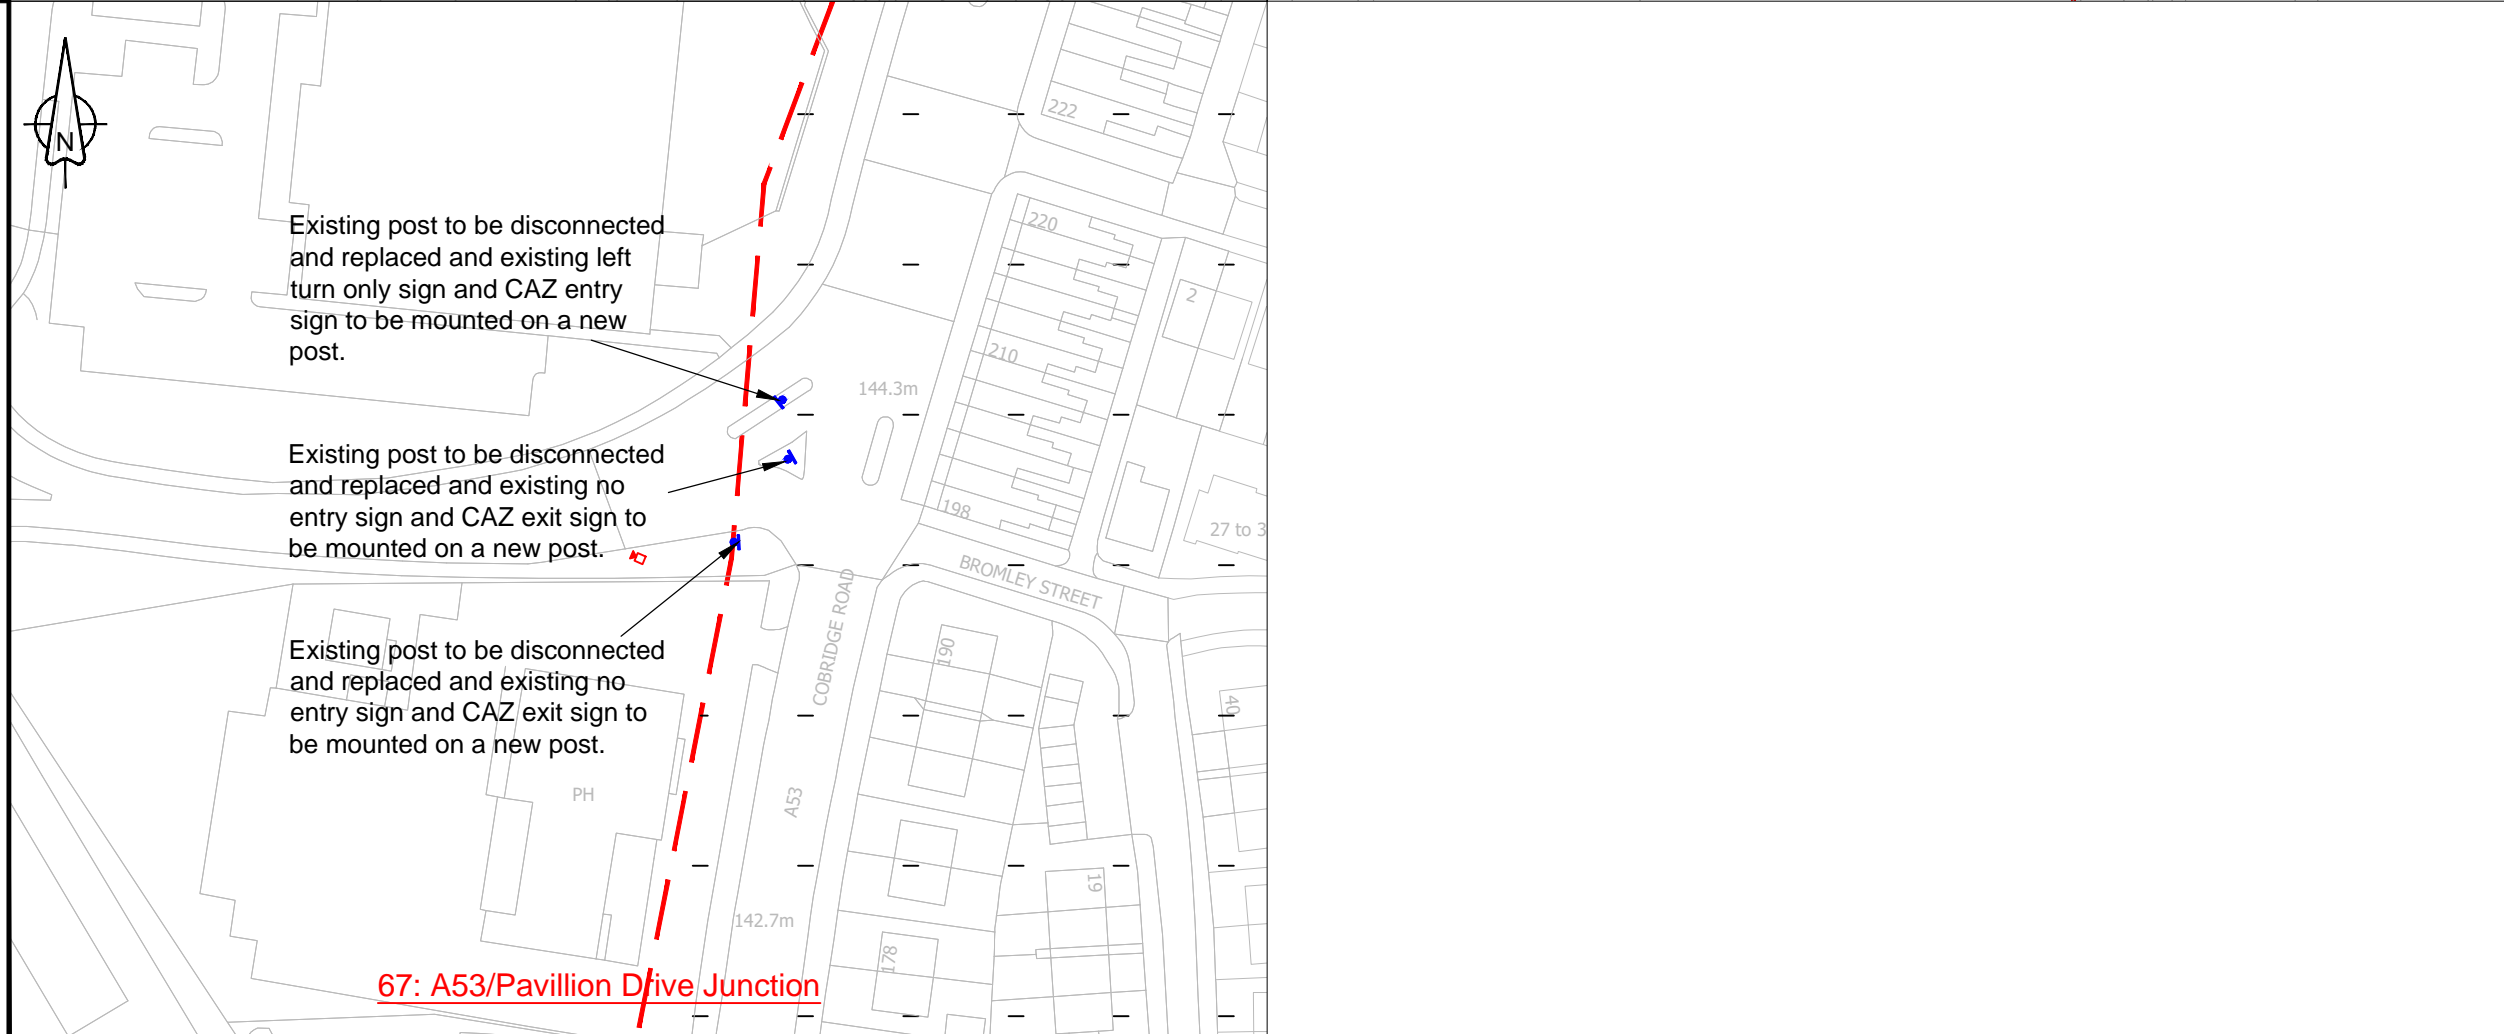 222
N
Existing post to be disconnected
and replaced and existing left
turn only sign and CAZ entry
sign to be mounted on a new
post.
220
2
210
144.3m
Existing post to be disconnected
and replaced and existing no
entry sign and CAZ exit sign to
be mounted on a new post.
198
27 to 3
BROMLEY STREET
COBRIDGE ROAD
190
Existing post to be disconnected
and replaced and existing no
entry sign and CAZ exit sign to
be mounted on a new post.
40
PH
A53
19
142.7m
178
67: A53/Pavillion Drive Junction